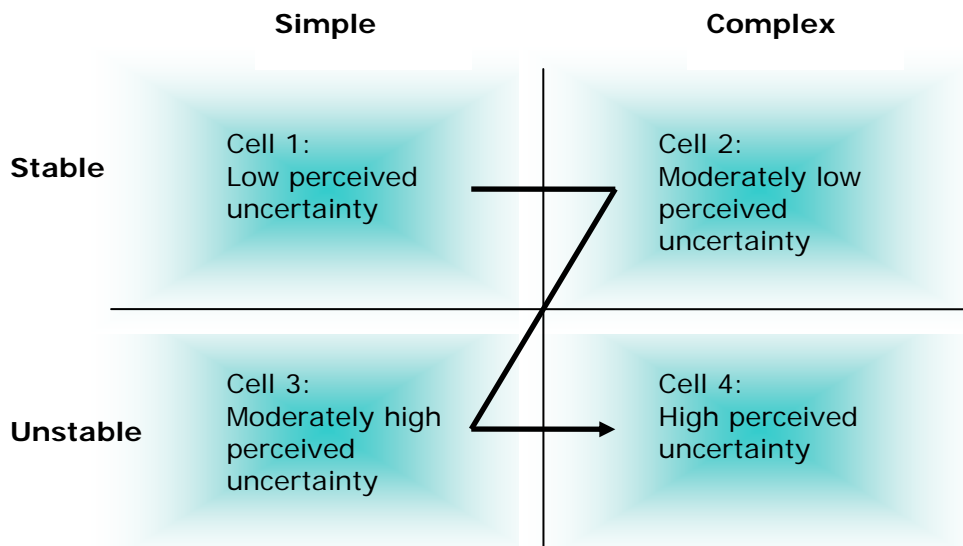 Simple
Complex
Stable
Cell 1:
Low perceived
uncertainty
Cell 2:
Moderately low
perceived
uncertainty
Unstable
Cell 3:
Moderately high
perceived
uncertainty
Cell 4:
High perceived
uncertainty